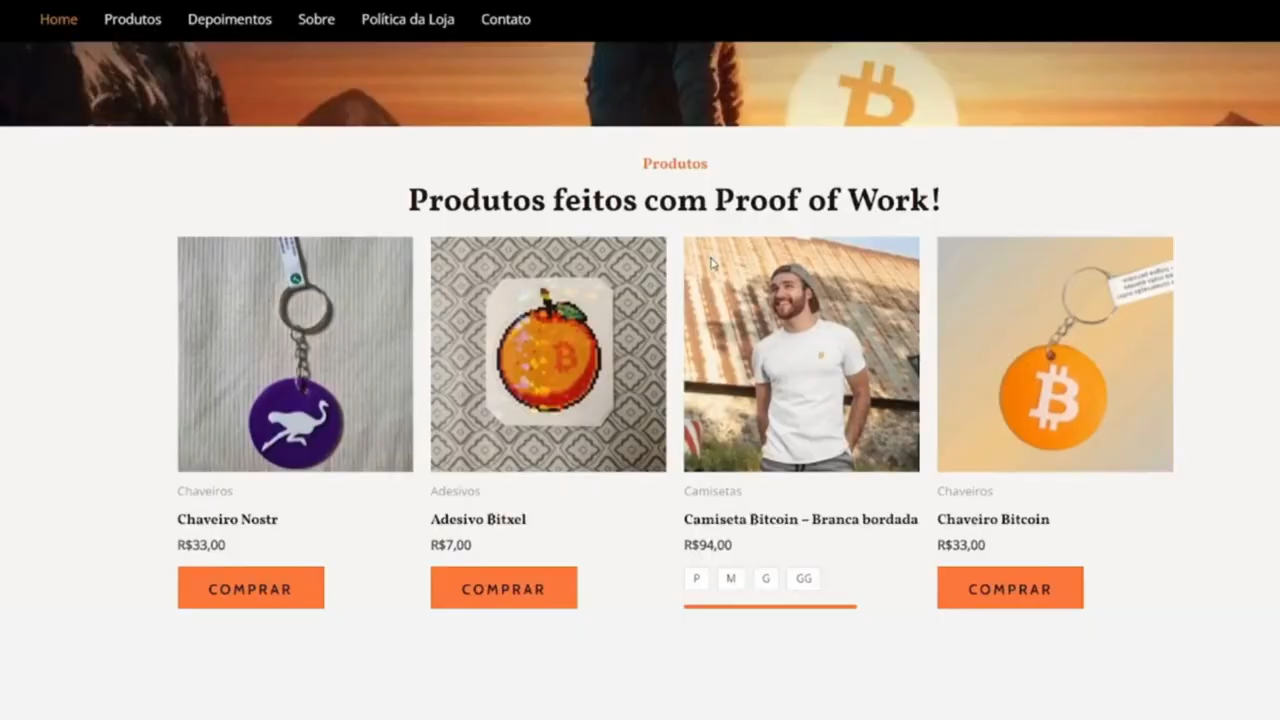 Home Produtos Depoimentos Sobre Política da Loja Contato
Produtos
Produtos feitos com Proof of Work!
Chaveiros
Chaveiro Nostr
R$33,00
COMPRAR
Adesivos
Adesivo Bitxel
R$7,00
COMPRAR
Camisetas
Camiseta Bitcoin – Branca bordada
R$94,00
P M G GG
Chaveiros
Chaveiro Bitcoin
R$33,00
COMPRAR